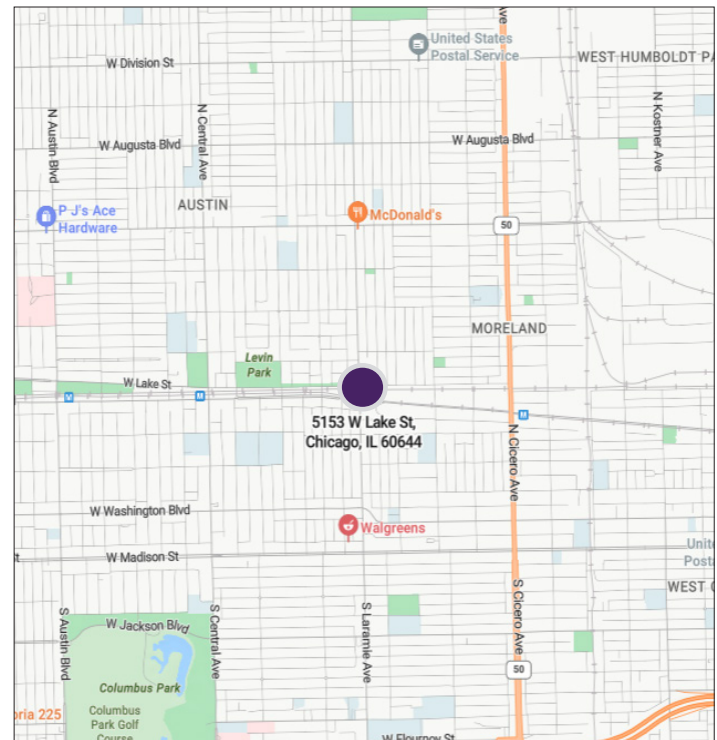 ve
United States
Postal Service
W Division St
WEST HUMBOLDT PA
N Austin Blvd
N Central Ave
N Kostner Ave
W Augusta Blvd
W Augusta Blvd
AUSTIN
P J's Ace
Hardware
McDonald's
50
MORELAND
Levin
Park
W Lake St
5153 W Lake St,
Chicago, IL 60644
N Cicero Ave
W Washington Blvd
Walgreens
W Madison St
t
Unite
Posta
WEST G
S Austin Blvd
S Central Ave
S Laramie Ave
S Cicero Ave
W Jackson Blvd
50
Columbus Park
Columbus
Park Golf
Course
oria 225
W Flournoy St